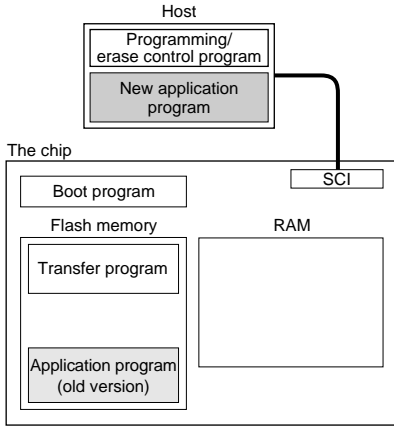 Host
Programming/
erase control program
New application
program
The chip
SCI
Boot program
Flash memory
RAM
Transfer program
Application program
(old version)